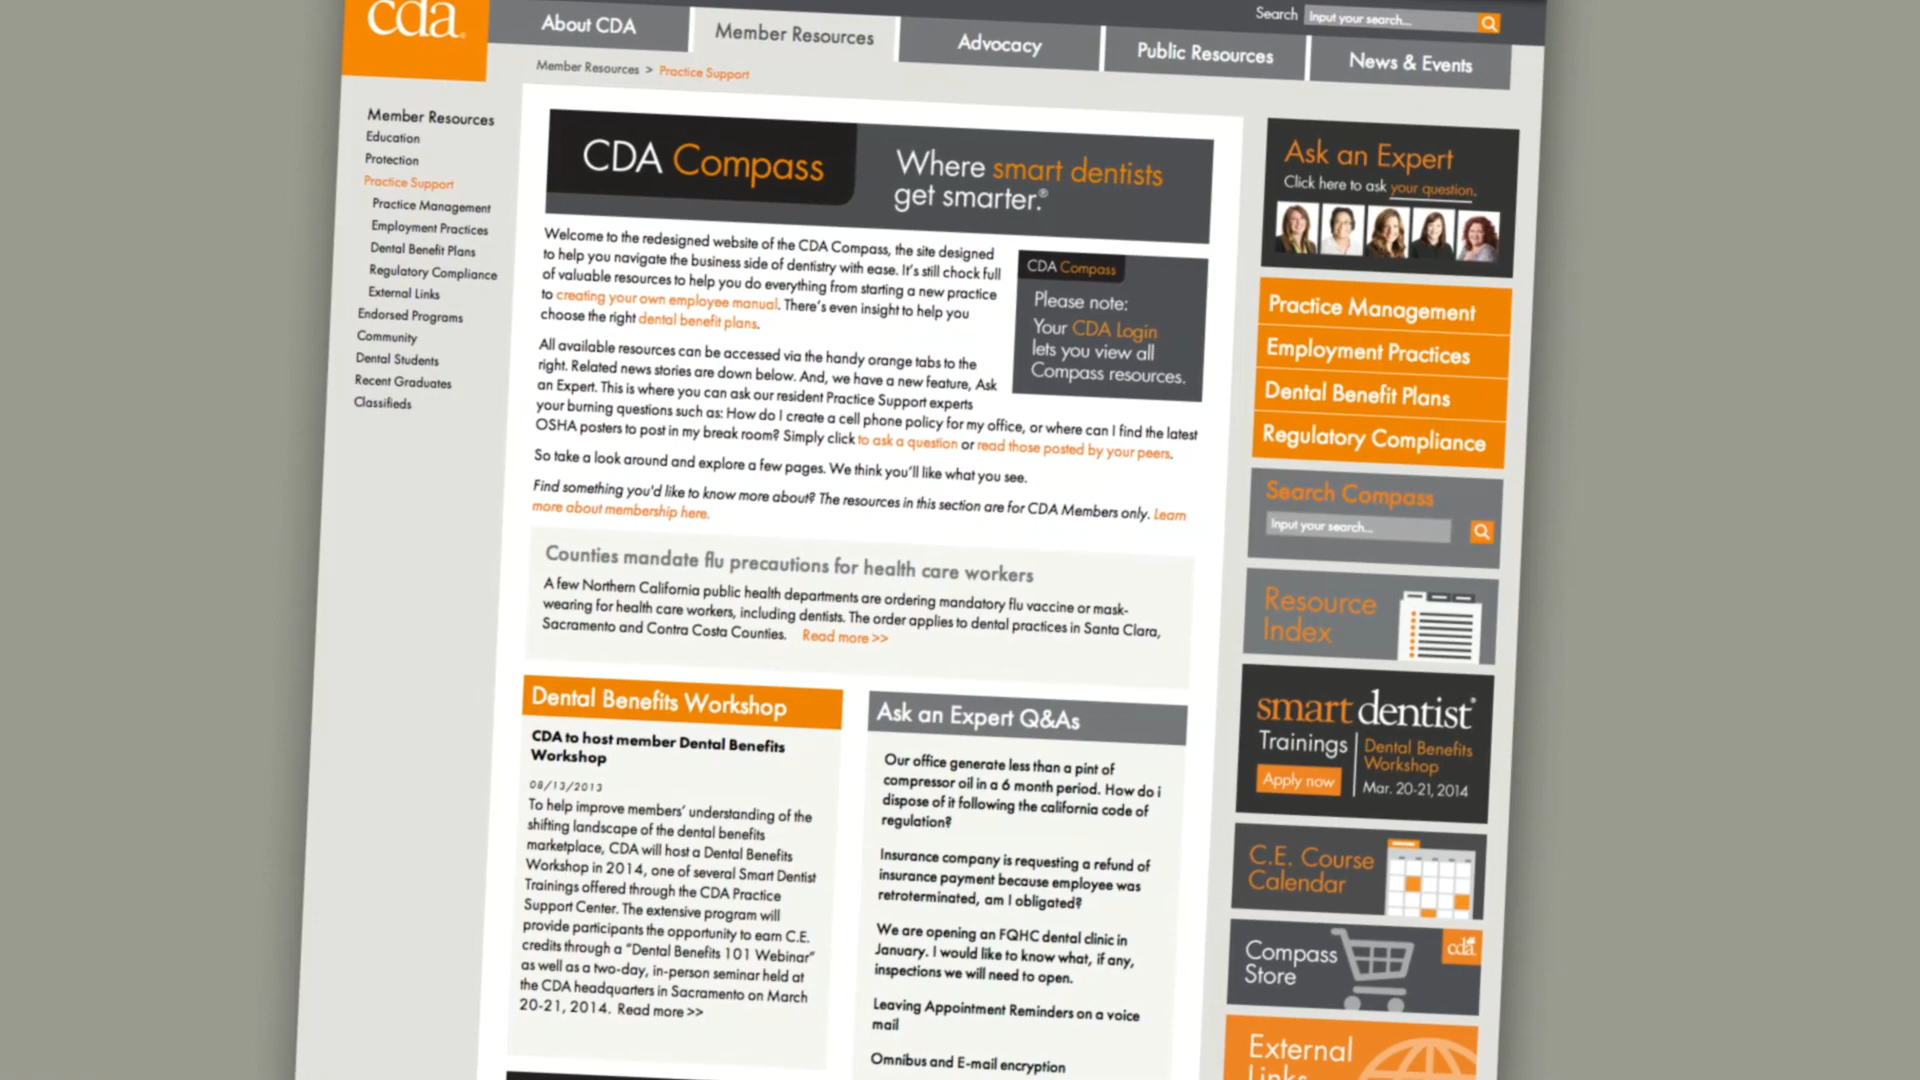 cda
About CDA
Member Resources
Advocacy
Public Resources
News & Events
Search
Input your search...
Member Resources > Practice Support
Member Resources
Education
Protection
Practice Support
Practice Management
Employment Practices
Dental Benefit Plans
Regulatory Compliance
External Links
Endorsed Programs
Community
Dental Students
Recent Graduates
Classifieds
CDA Compass
Where smart dentists
get smarter.®
Welcome to the redesigned website of the CDA Compass, the site designed
to help you navigate the business side of dentistry with ease. It's still chock full
of valuable resources to help you do everything from starting a new practice
to creating your own employee manual. There's even insight to help you
choose the right dental benefit plans.
CDA Compass
Please note:
Your CDA Login
lets you view all
Compass resources.
All available resources can be accessed via the handy orange tabs to the
right. Related news stories are down below. And, we have a new feature, Ask
an Expert. This is where you can ask our resident Practice Support experts
your burning questions such as: How do I create a cell phone policy for my office, or where can I find the latest
OSHA posters to post in my break room? Simply click to ask a question or read those posted by your peers.
So take a look around and explore a few pages. We think you'll like what you see.
Find something you'd like to know more about? The resources in this section are for CDA Members only. Learn
more about membership here.
Counties mandate flu precautions for health care workers
A few Northern California public health departments are ordering mandatory flu vaccine or mask-
wearing for health care workers, including dentists. The order applies to dental practices in Santa Clara,
Sacramento and Contra Costa Counties. Read more >>
Dental Benefits Workshop
CDA to host member Dental Benefits
Workshop
08/13/2013
To help improve members' understanding of the
shifting landscape of the dental benefits
marketplace, CDA will host a Dental Benefits
Workshop in 2014, one of several Smart Dentist
Trainings offered through the CDA Practice
Support Center. The extensive program will
provide participants the opportunity to earn C.E.
credits through a "Dental Benefits 101 Webinar"
as well as a two-day, in-person seminar held at
the CDA headquarters in Sacramento on March
20-21, 2014. Read more >>
Ask an Expert Q&As
Our office generate less than a pint of
compressor oil in a 6 month period. How do i
dispose of it following the california code of
regulation?
Insurance company is requesting a refund of
insurance payment because employee was
retroterminated, am I obligated?
We are opening an FQHC dental clinic in
January. I would like to know what, if any,
inspections we will need to open.
Leaving Appointment Reminders on a voice
mail
Omnibus and E-mail encryption
Ask an Expert
Click here to ask your question.
Practice Management
Employment Practices
Dental Benefit Plans
Regulatory Compliance
Search Compass
Input your search...
Resource
Index
smart dentist®
Trainings
Apply now
Dental Benefits
Workshop
Mar. 20-21, 2014
C.E. Course
Calendar
Compass
Store
cda
External
Links